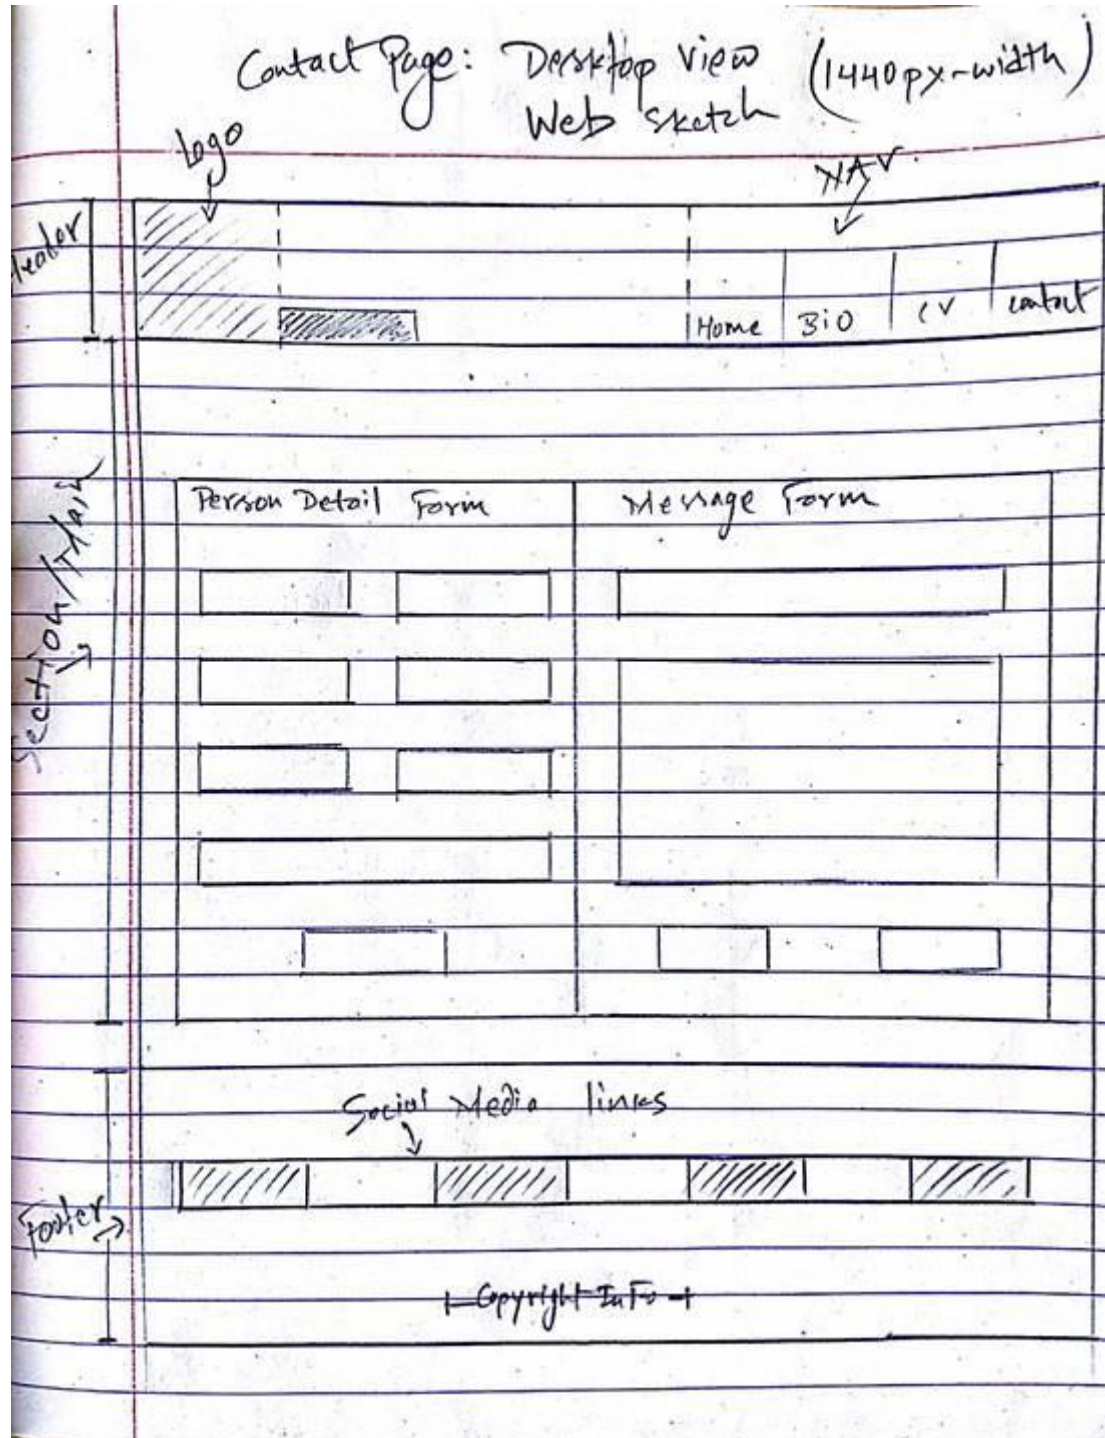 Contact Page: Desktop View (1440px-width)
Web sketch
Logo
NAV.
Header
Home
BiO
CV
contact
Section/Main
Person Detail Form
Message Form
Social Media links
Footer
Copyright InFo